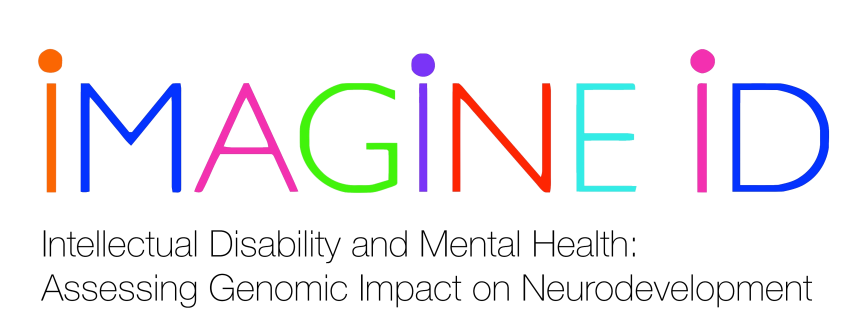 iMAGiNE iD
Intellectual Disability and Mental Health:
Assessing Genomic Impact on Neurodevelopment